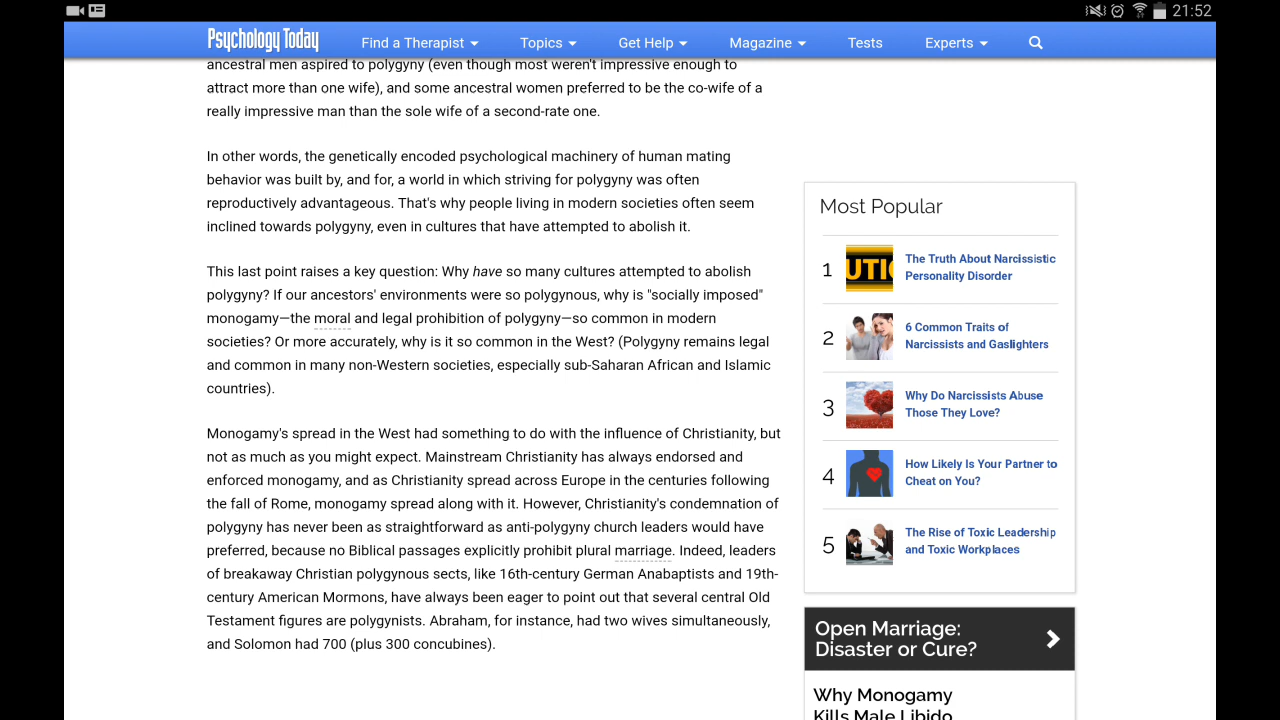 21:52
Psychology Today
Find a Therapist
Topics
Get Help
Magazine
Tests
Experts
ancestral men aspired to polygyny (even though most weren't impressive enough to
attract more than one wife), and some ancestral women preferred to be the co-wife of a
really impressive man than the sole wife of a second-rate one.
In other words, the genetically encoded psychological machinery of human mating
behavior was built by, and for, a world in which striving for polygyny was often
reproductively advantageous. That's why people living in modern societies often seem
inclined towards polygyny, even in cultures that have attempted to abolish it.
This last point raises a key question: Why have so many cultures attempted to abolish
polygyny? If our ancestors' environments were so polygynous, why is "socially imposed"
monogamy—the moral and legal prohibition of polygyny—so common in modern
societies? Or more accurately, why is it so common in the West? (Polygyny remains legal
and common in many non-Western societies, especially sub-Saharan African and Islamic
countries).
Monogamy's spread in the West had something to do with the influence of Christianity, but
not as much as you might expect. Mainstream Christianity has always endorsed and
enforced monogamy, and as Christianity spread across Europe in the centuries following
the fall of Rome, monogamy spread along with it. However, Christianity's condemnation of
polygyny has never been as straightforward as anti-polygyny church leaders would have
preferred, because no Biblical passages explicitly prohibit plural marriage. Indeed, leaders
of breakaway Christian polygynous sects, like 16th-century German Anabaptists and 19th-
century American Mormons, have always been eager to point out that several central Old
Testament figures are polygynists. Abraham, for instance, had two wives simultaneously,
and Solomon had 700 (plus 300 concubines).
Most Popular
1
UTIO
The Truth About Narcissistic
Personality Disorder
2
6 Common Traits of
Narcissists and Gaslighters
3
Why Do Narcissists Abuse
Those They Love?
4
How Likely Is Your Partner to
Cheat on You?
5
The Rise of Toxic Leadership
and Toxic Workplaces
Open Marriage:
Disaster or Cure?
Why Monogamy
Kills Male Libido